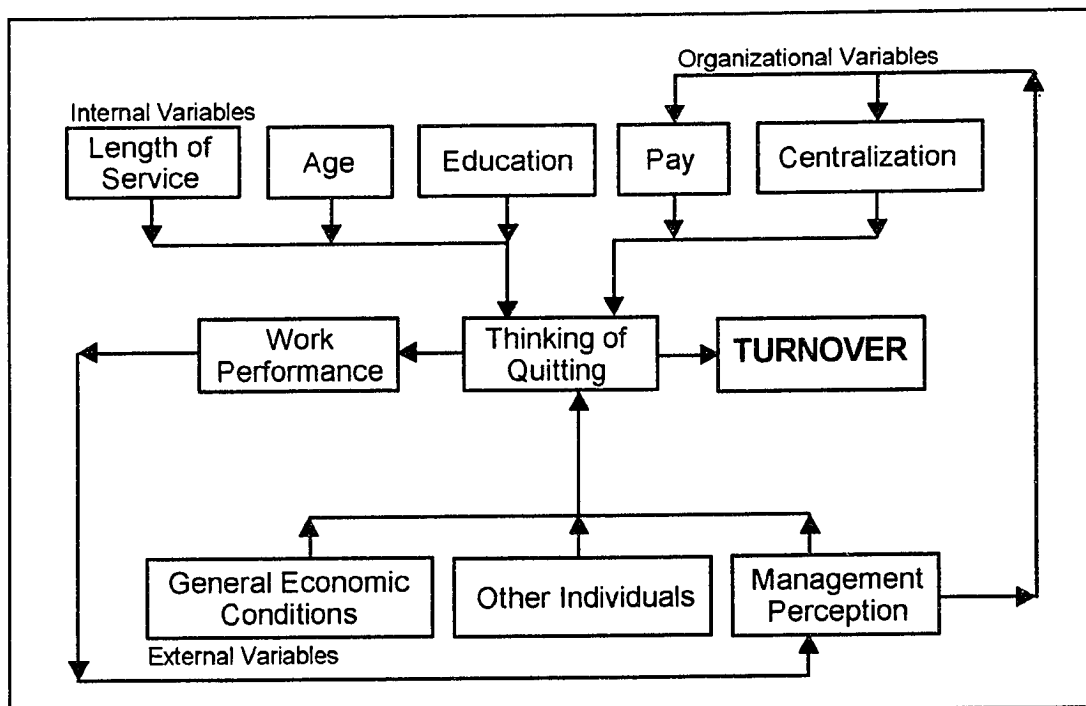 Organizational Variables
Internal Variables
Length of
Service
Age
Education
Pay
Centralization
Work
Performance
Thinking of
Quitting
TURNOVER
General Economic
Conditions
Other Individuals
Management
Perception
External Variables